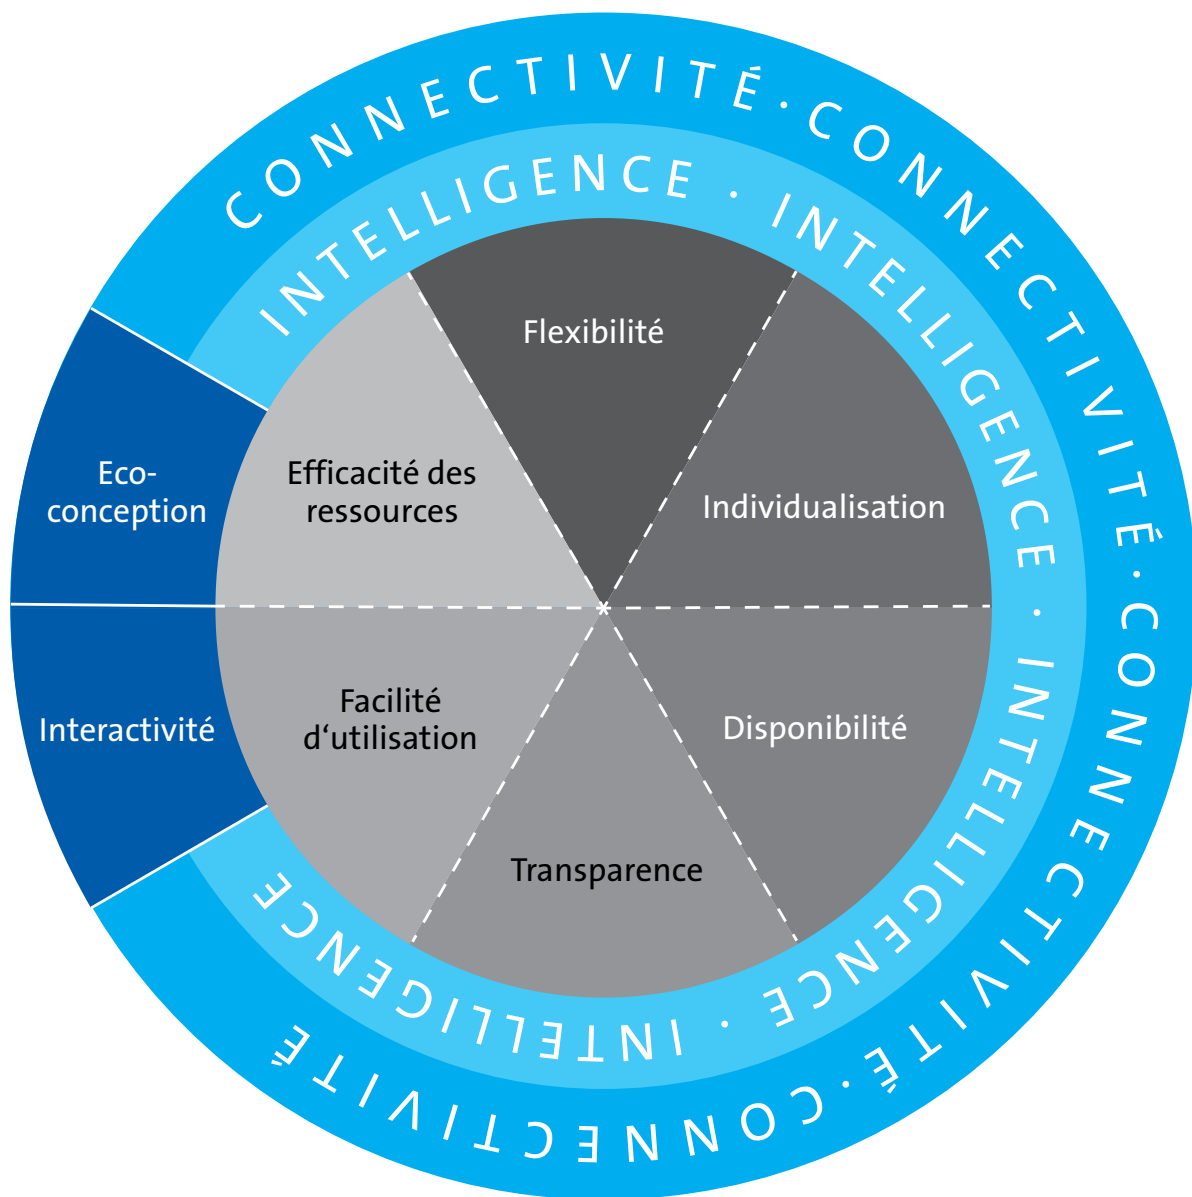 CONNECTIVITÉ · CONNECTIVITÉ · CONNECTIVITÉ · CONNECTIVITÉ
INTELLIGENCE · INTELLIGENCE · INTELLIGENCE · INTELLIGENCE
Flexibilité
Individualisation
Disponibilité
Transparence
Facilité
d‘utilisation
Efficacité des
ressources
Eco-
conception
Interactivité